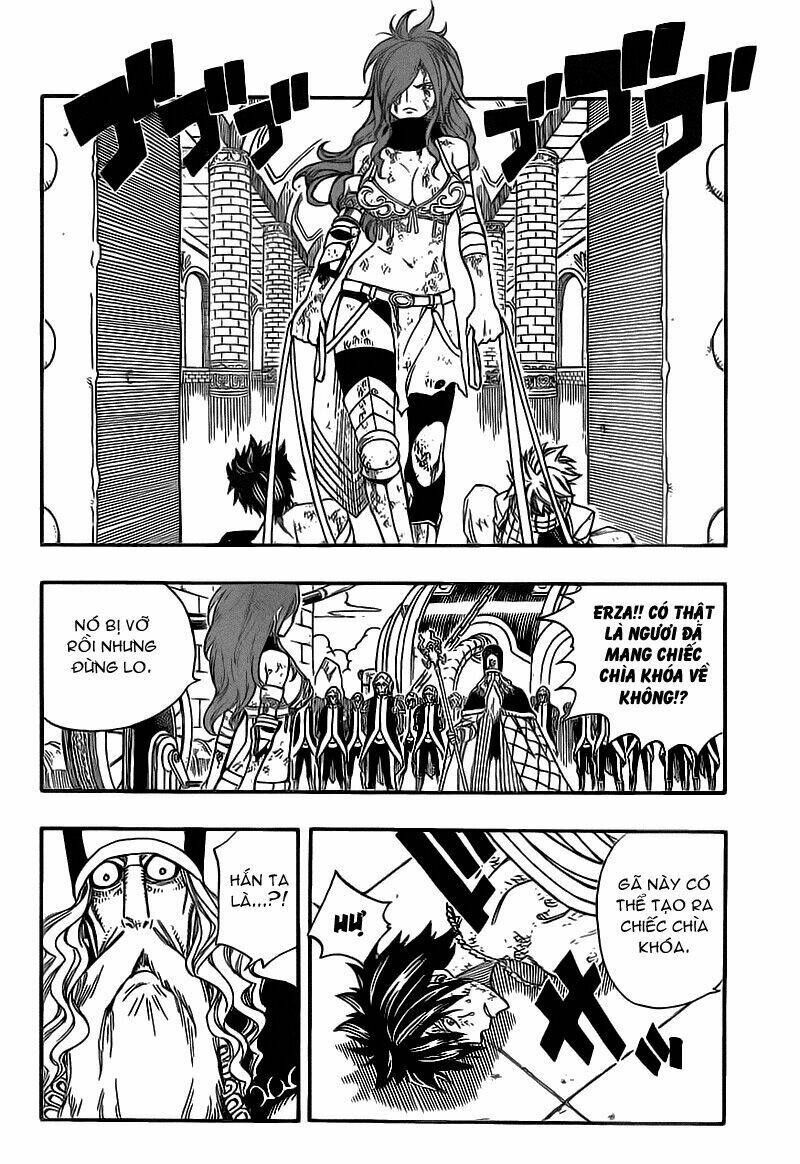 ゴゴゴ
ゴゴゴ
ERZA!! CÓ THẬT
LÀ NGƯƠI ĐÃ
MANG CHIẾC
CHÌA KHÓA VỀ
KHÔNG!?
NÓ BỊ VỠ
RỒI NHƯNG
ĐỪNG LO.
GÃ NÀY CÓ
THỂ TẠO RA
CHIẾC CHÌA
KHÓA.
HỰ
HẮN TA
LÀ...?!